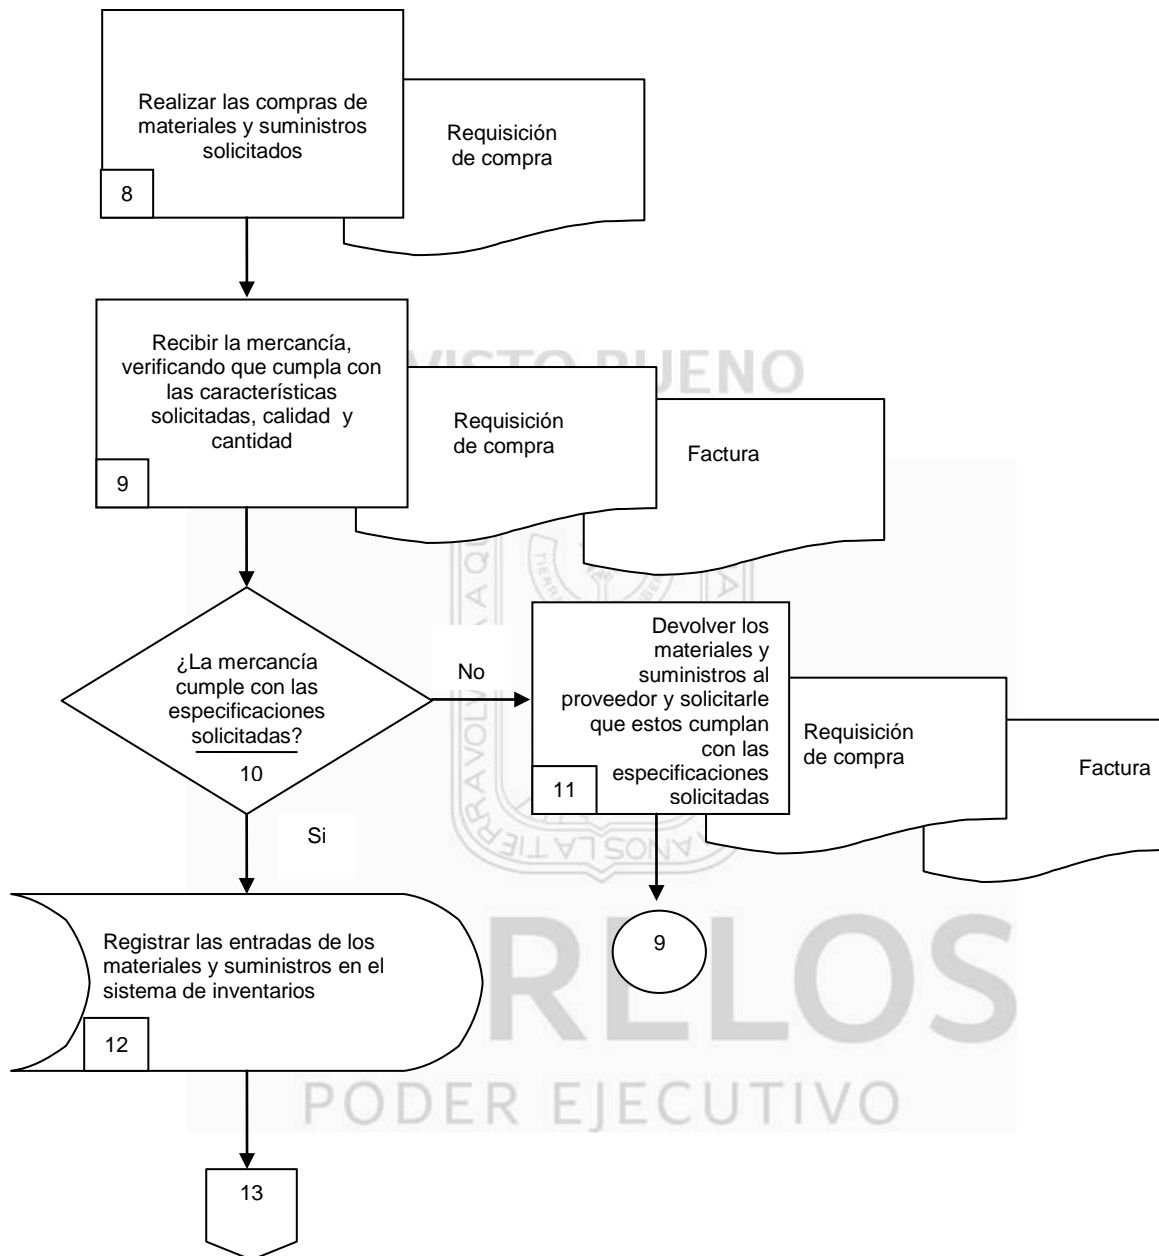 Realizar las compras de
materiales y suministros
solicitados
8
Requisición
de compra
Recibir la mercancía,
verificando que cumpla con
las características
solicitadas, calidad y
cantidad
9
Requisición
de compra
Factura
VISTO BUENO
¿La mercancía
cumple con las
especificaciones
solicitadas?
10
No
Si
Devolver los
materiales y
suministros al
proveedor y solicitarle
que estos cumplan
con las
especificaciones
solicitadas
11
Requisición
de compra
Factura
9
Registrar las entradas de los
materiales y suministros en el
sistema de inventarios
12
RELOS
PODER EJECUTIVO
13